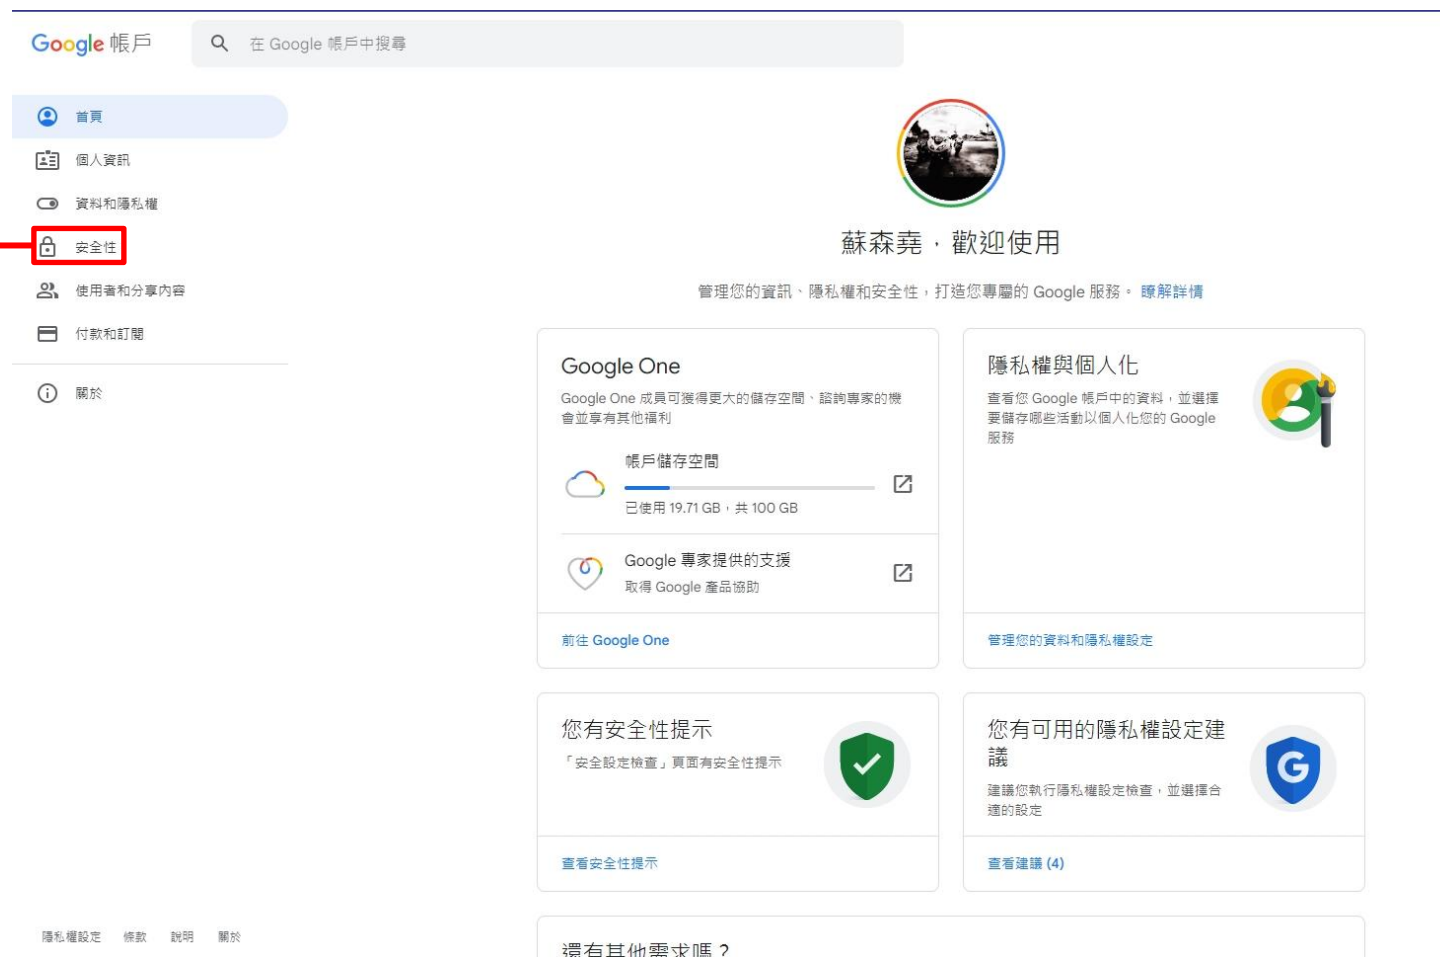 Google 帳戶
在 Google 帳戶中搜尋
首頁
個人資訊
資料和隱私權
安全性
使用者和分享內容
付款和訂閱
關於
蘇森堯，歡迎使用
管理您的資訊、隱私權和安全性，打造您專屬的 Google 服務。瞭解詳情
Google One
Google One 成員可獲得更大的儲存空間、諮詢專家的機
會並享有其他福利
帳戶儲存空間
已使用 19.71 GB，共 100 GB
Google 專家提供的支援
取得 Google 產品協助
前往 Google One
隱私權與個人化
查看您 Google 帳戶中的資料，並選擇
要儲存哪些活動以個人化您的 Google
服務
管理您的資料和隱私權設定
您有安全性提示
「安全設定檢查」頁面有安全性提示
查看安全性提示
您有可用的隱私權設定建
議
建議您執行隱私權設定檢查，並選擇合
適的設定
查看建議 (4)
還有其他需求嗎？
隱私權設定 條款 說明 關於